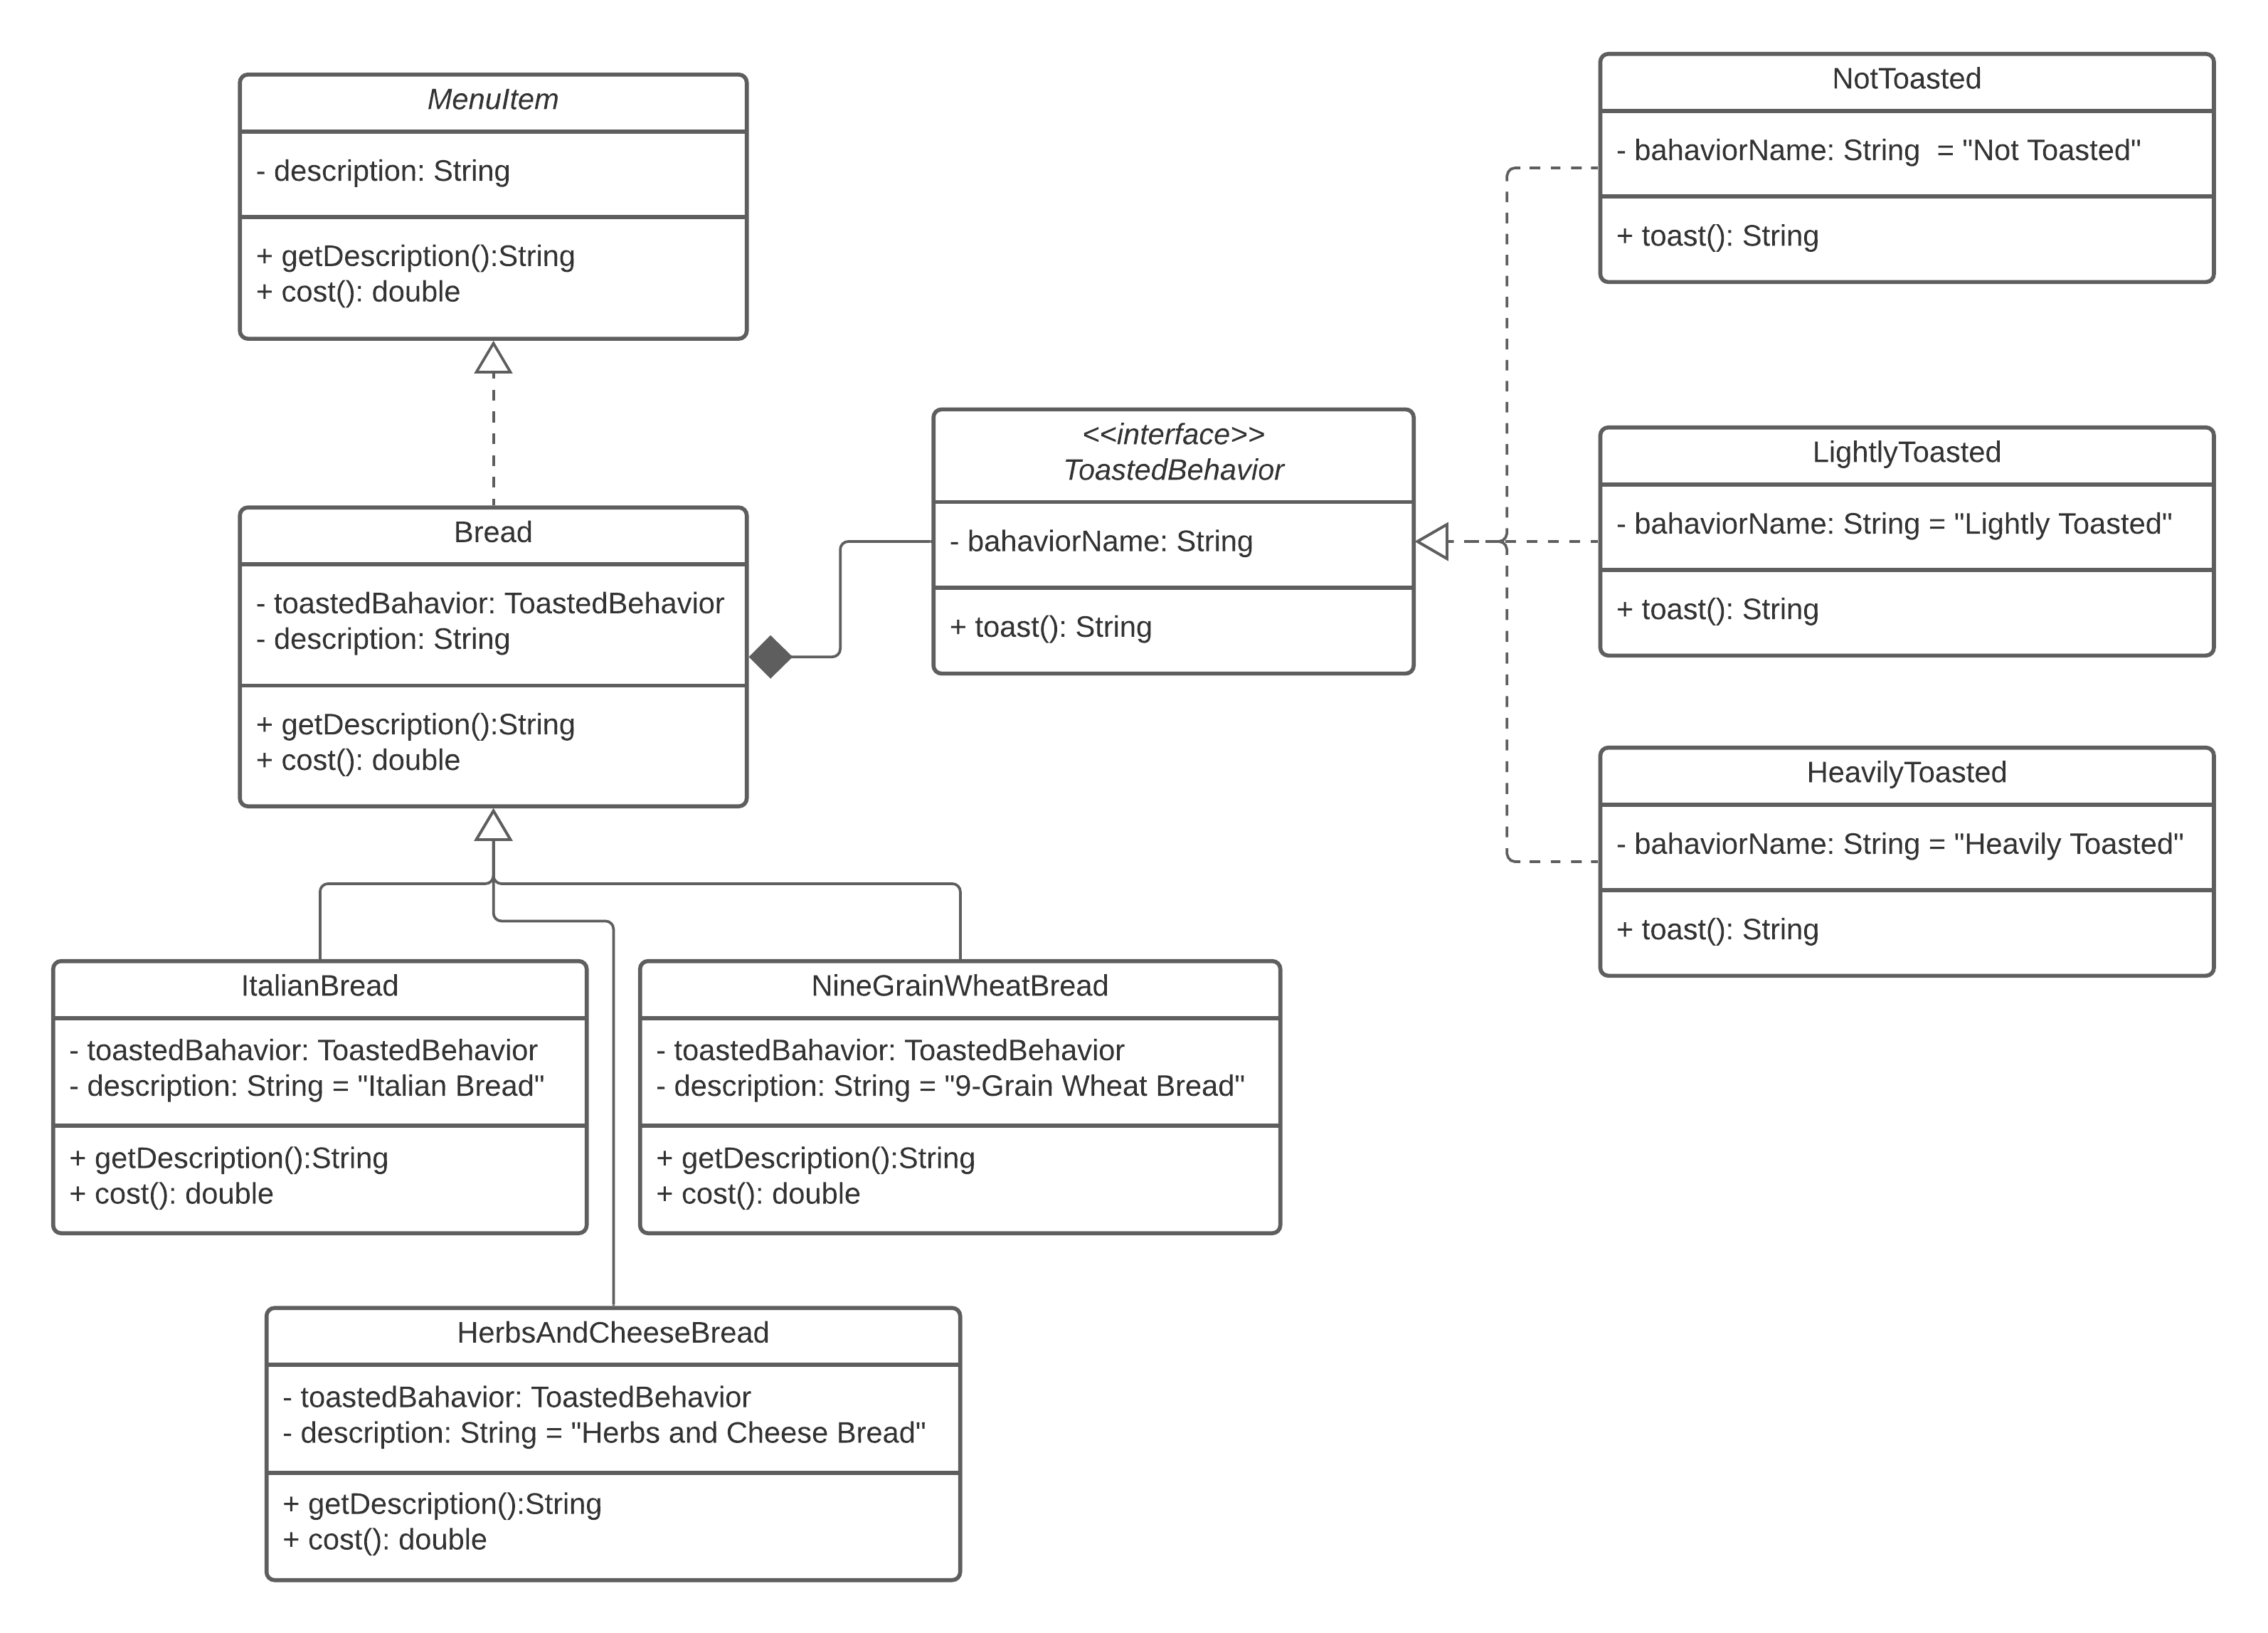 MenuItem
- description: String
+ getDescription():String
+ cost(): double
Bread
- toastedBahavior: ToastedBehavior
- description: String
+ getDescription():String
+ cost(): double
<<interface>>
ToastedBehavior
- bahaviorName: String
+ toast(): String
NotToasted
- bahaviorName: String  = "Not Toasted"
+ toast(): String
LightlyToasted
- bahaviorName: String = "Lightly Toasted"
+ toast(): String
HeavilyToasted
- bahaviorName: String = "Heavily Toasted"
+ toast(): String
ItalianBread
- toastedBahavior: ToastedBehavior
- description: String = "Italian Bread"
+ getDescription():String
+ cost(): double
NineGrainWheatBread
- toastedBahavior: ToastedBehavior
- description: String = "9-Grain Wheat Bread"
+ getDescription():String
+ cost(): double
HerbsAndCheeseBread
- toastedBahavior: ToastedBehavior
- description: String = "Herbs and Cheese Bread"
+ getDescription():String
+ cost(): double